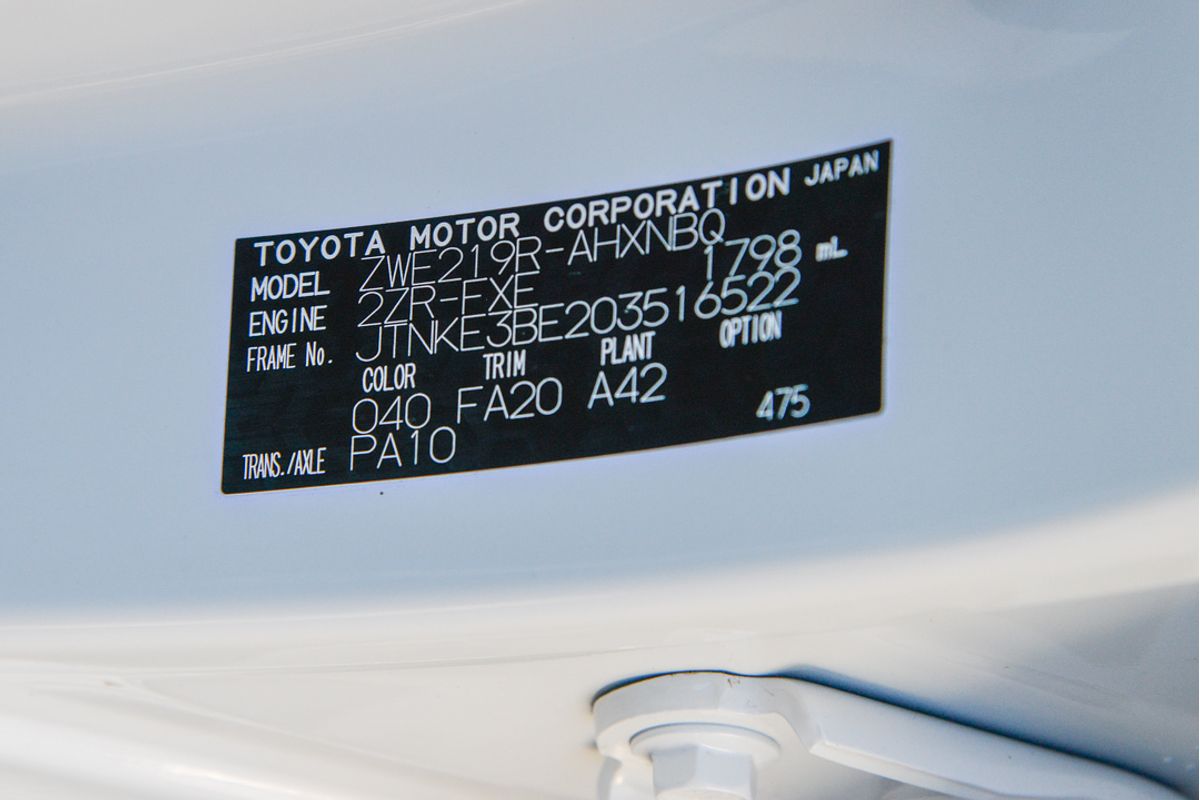 TOYOTA MOTOR CORPORATION JAPAN
MODEL ZWE219R-AHXNBQ
ENGINE 2ZR-FXE 1798 mL
FRAME No. JTNKE3BE203516522
COLOR TRIM PLANT OPTION
040 FA20 A42
TRANS./AXLE PA10 475